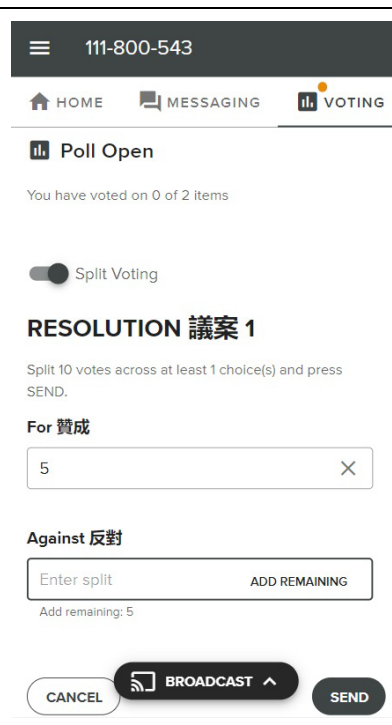 111-800-543
HOME MESSAGING VOTING
Poll Open
You have voted on 0 of 2 items
Split Voting
RESOLUTION 議案 1
Split 10 votes across at least 1 choice(s) and press
SEND.
For 贊成
5
Against 反對
Enter split ADD REMAINING
Add remaining: 5
BROADCAST
CANCEL SEND